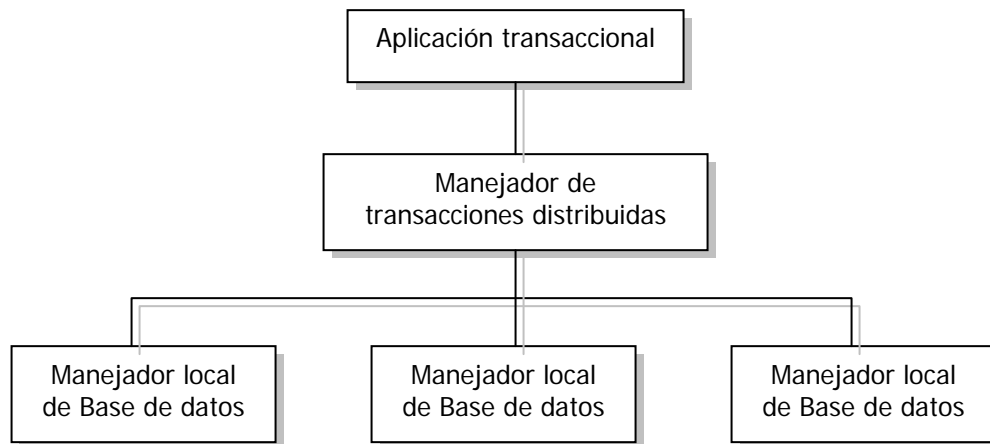 Aplicación transaccional
Manejador de
transacciones distribuidas
Manejador local
de Base de datos
Manejador local
de Base de datos
Manejador local
de Base de datos